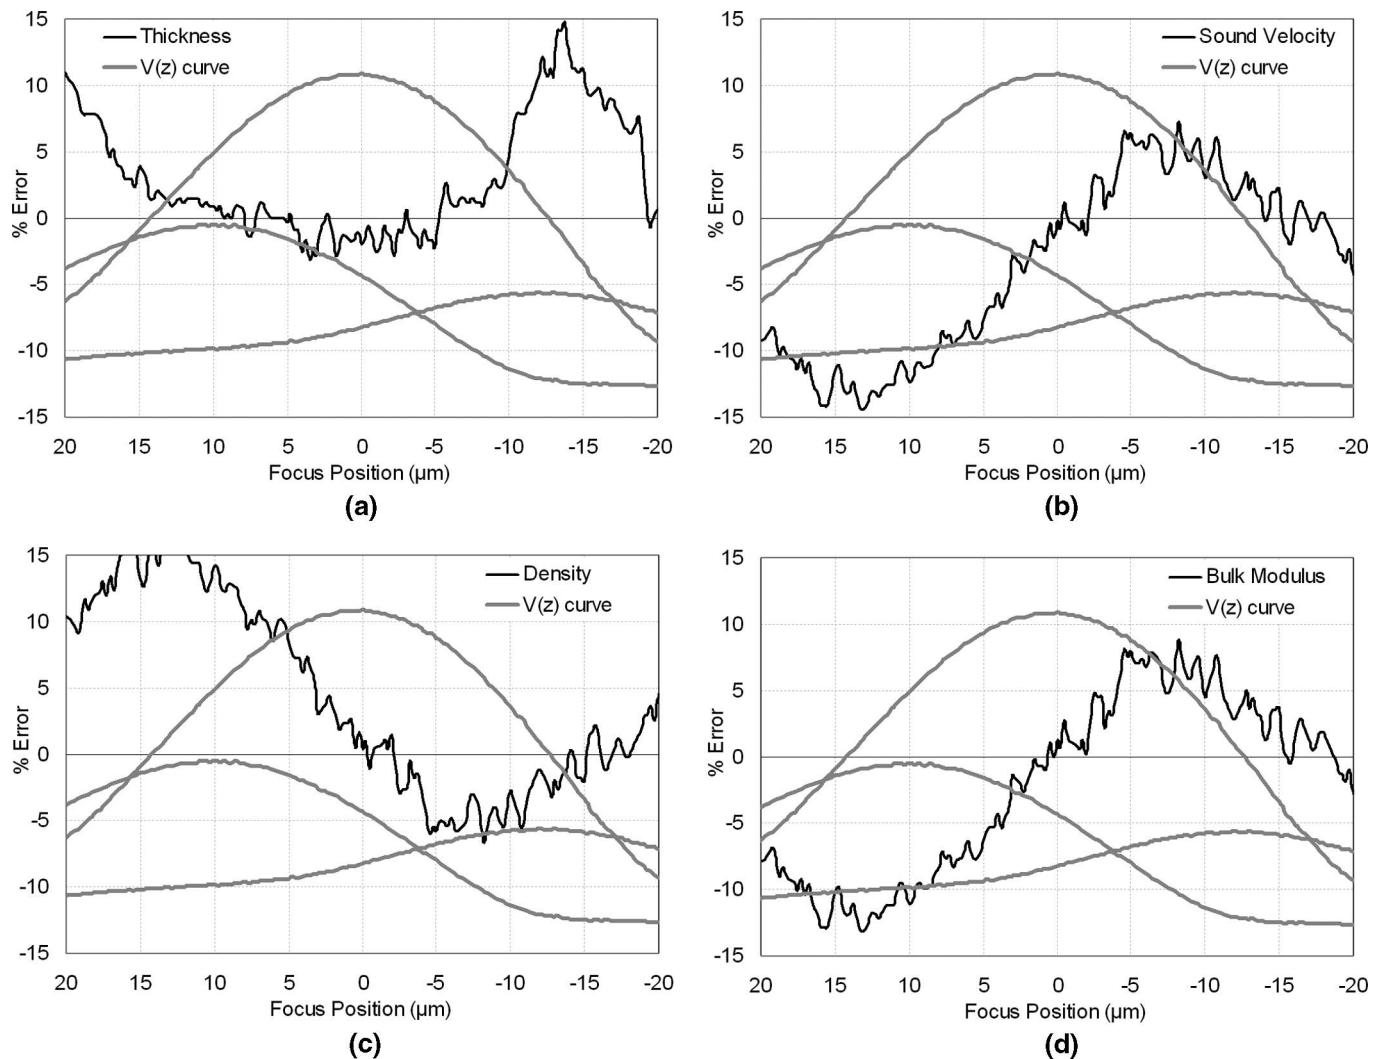 Thickness
V(z) curve
% Error
15
10
5
0
-5
-10
-15
20 15 10 5 0 -5 -10 -15 -20
Focus Position (µm)
(a)
Sound Velocity
V(z) curve
% Error
15
10
5
0
-5
-10
-15
20 15 10 5 0 -5 -10 -15 -20
Focus Position (µm)
(b)
Density
V(z) curve
% Error
15
10
5
0
-5
-10
-15
20 15 10 5 0 -5 -10 -15 -20
Focus Position (µm)
(c)
Bulk Modulus
V(z) curve
% Error
15
10
5
0
-5
-10
-15
20 15 10 5 0 -5 -10 -15 -20
Focus Position (µm)
(d)